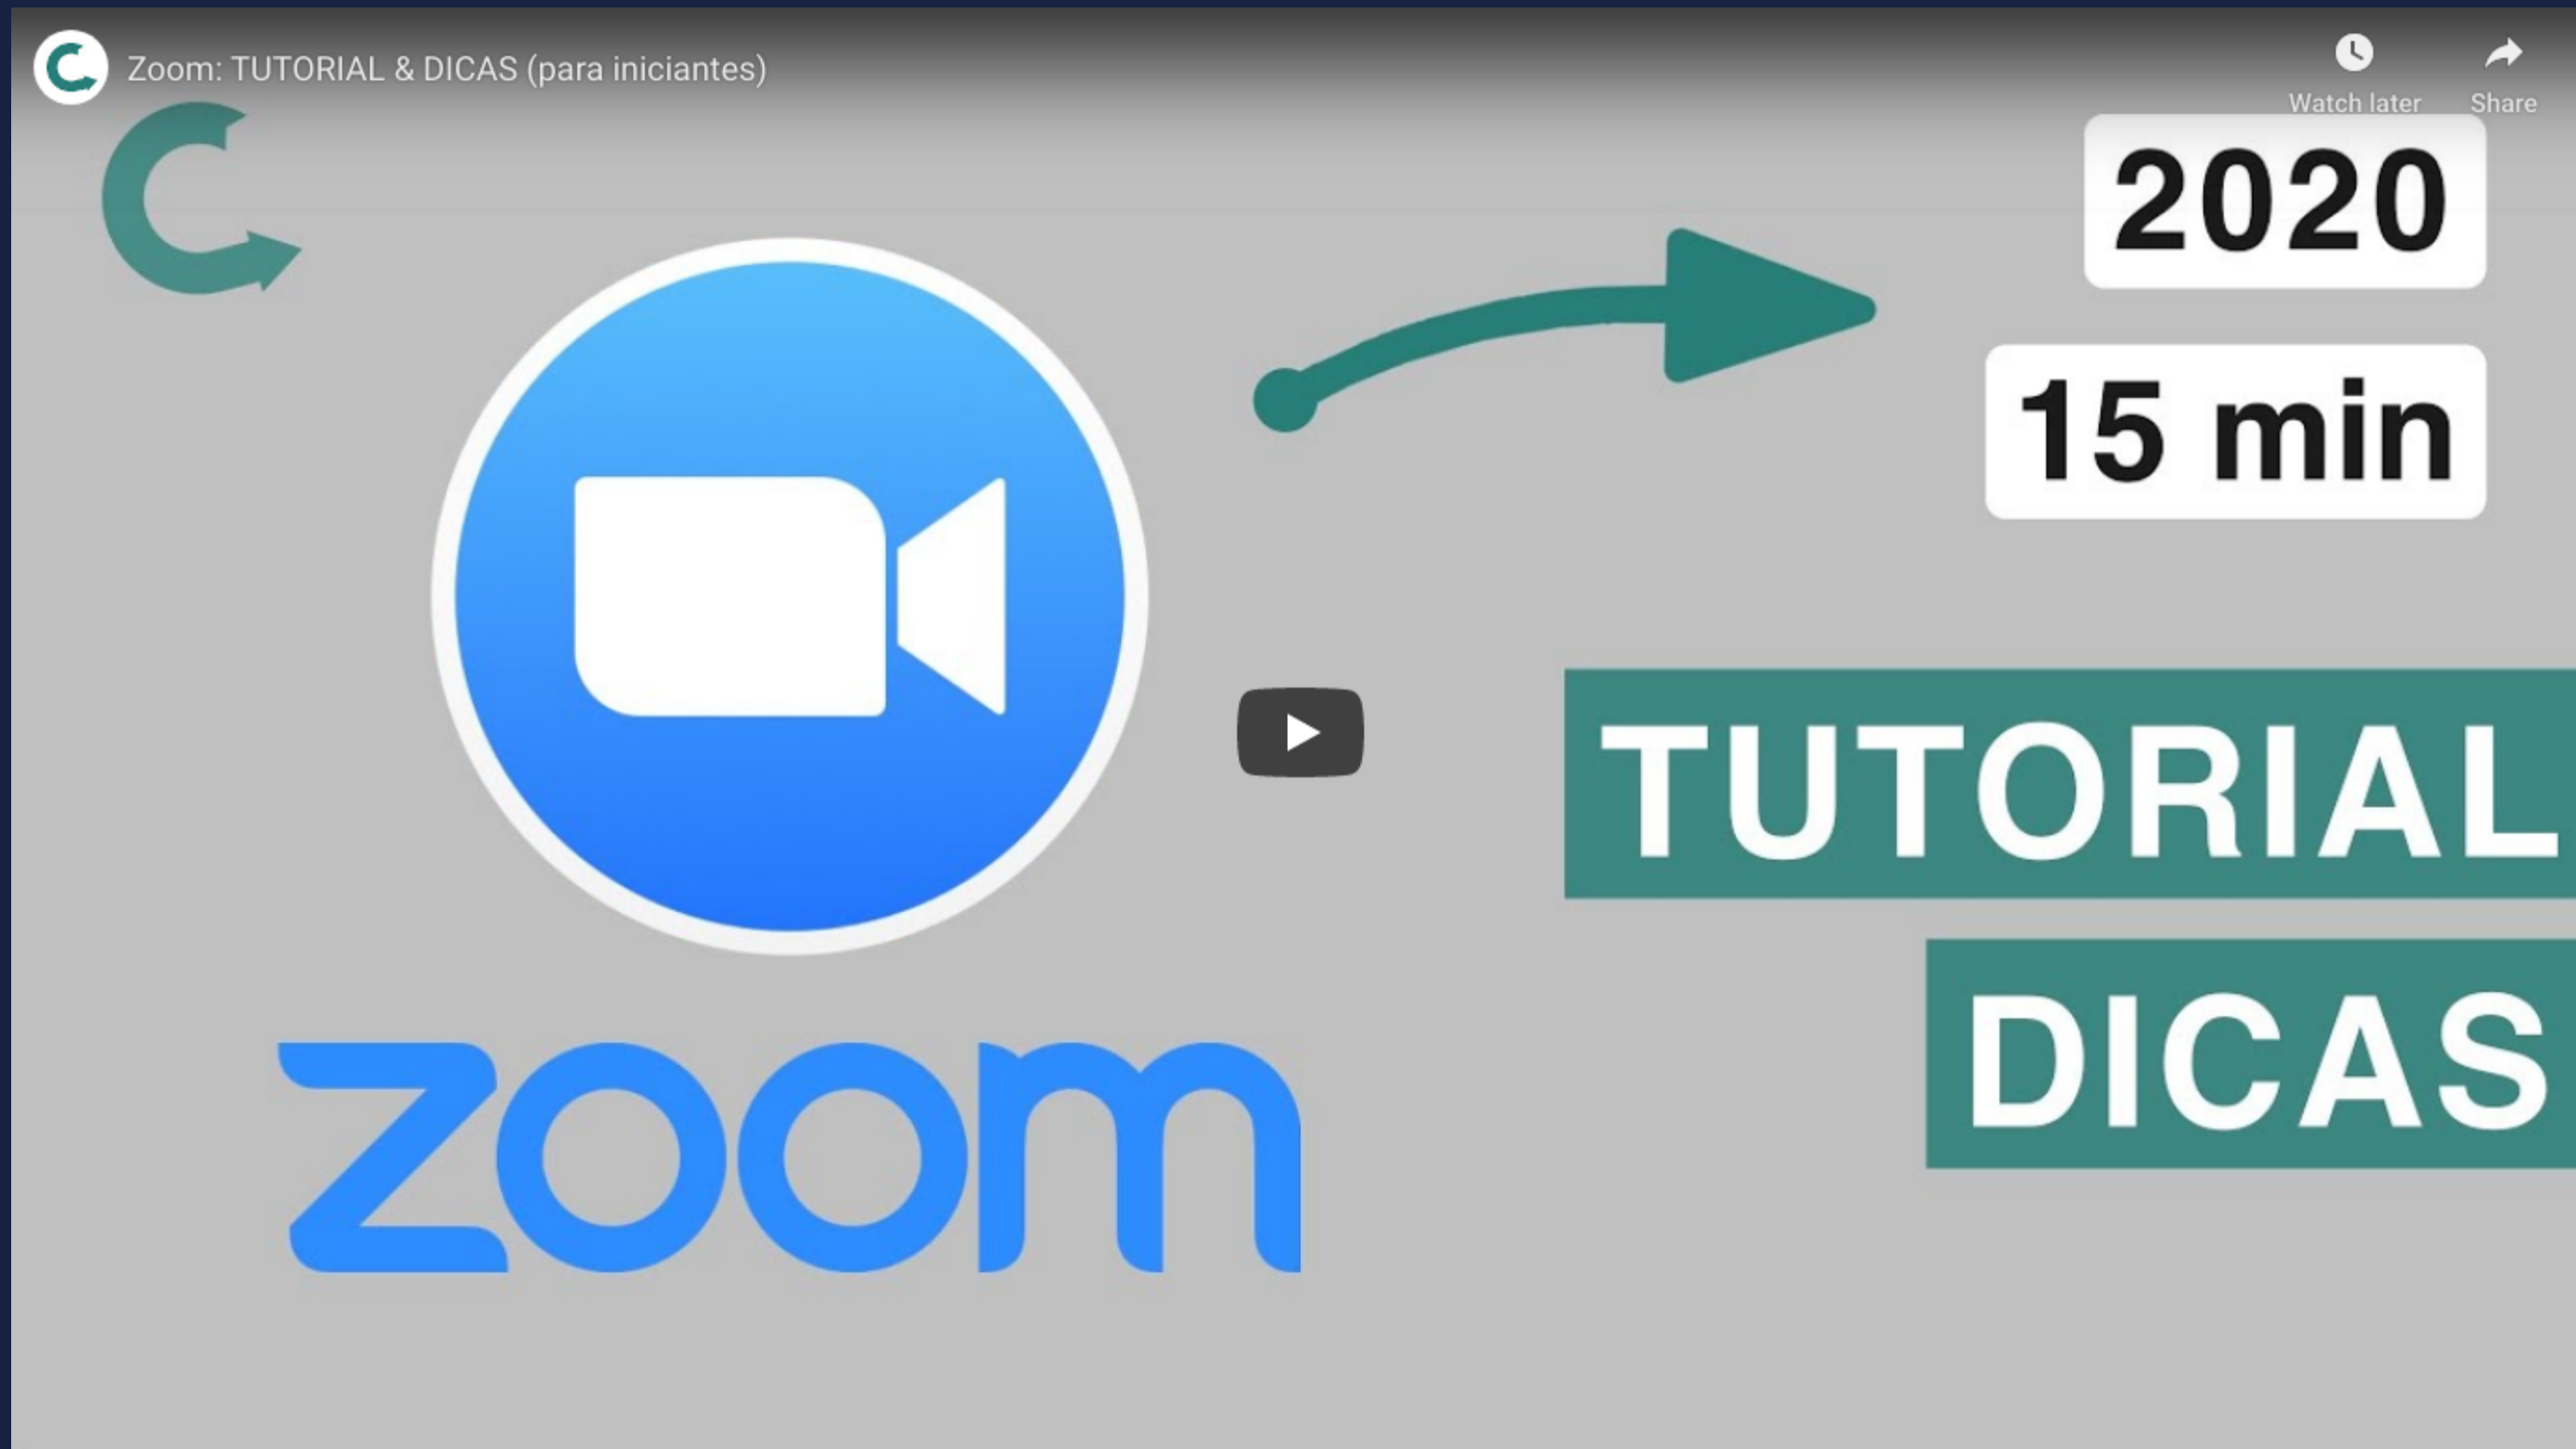 Zoom: TUTORIAL & DICAS (para iniciantes)
Watch later
Share
2020
15 min
TUTORIAL
DICAS
zoom